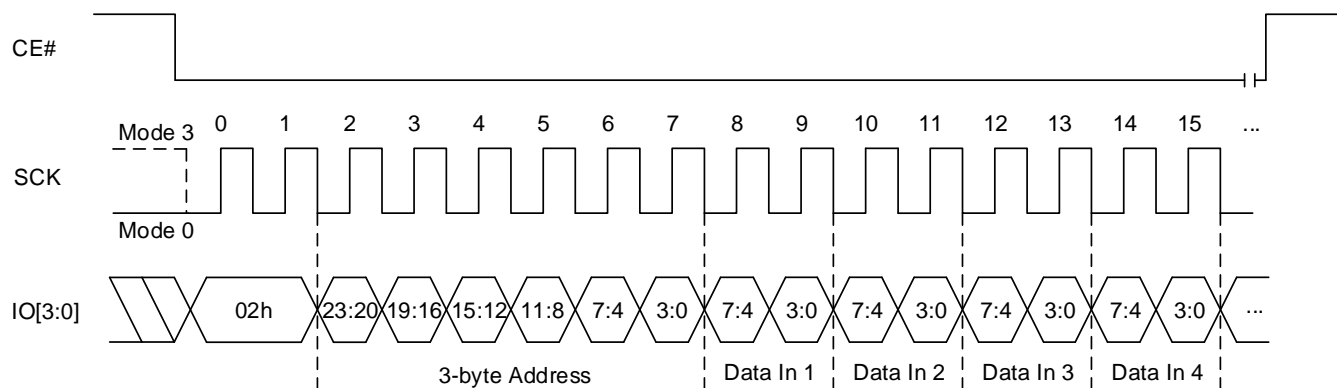 CE#
0 1 2 3 4 5 6 7 8 9 10 11 12 13 14 15 ...
Mode 3
SCK
Mode 0
IO[3:0] 02h 23:20 19:16 15:12 11:8 7:4 3:0 7:4 3:0 7:4 3:0 7:4 3:0 7:4 3:0 ...
3-byte Address Data In 1 Data In 2 Data In 3 Data In 4